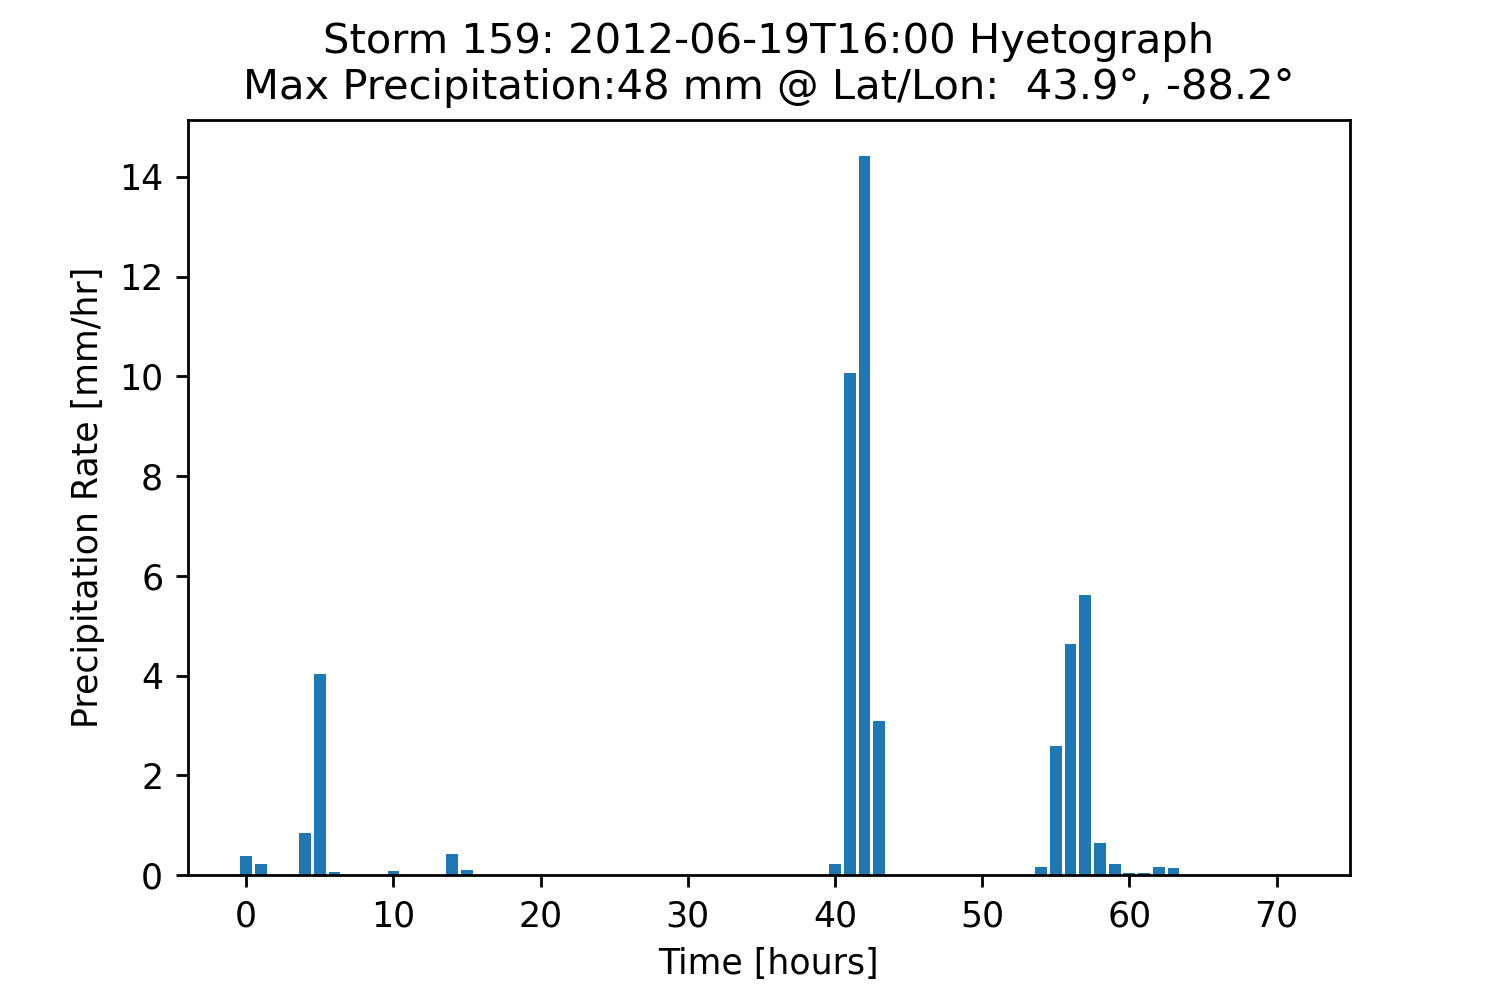 Storm 159: 2012-06-19T16:00 Hyetograph
Max Precipitation:48 mm @ Lat/Lon:  43.9°, -88.2°
14
12
10
8
6
4
2
0
Precipitation Rate [mm/hr]
0 10 20 30 40 50 60 70
Time [hours]